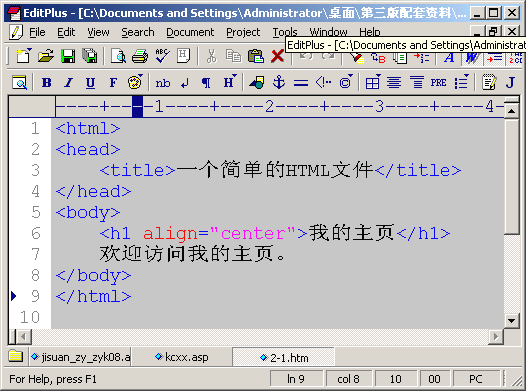 EditPlus - [C:\Documents and Settings\Administrator\桌面\第三版配套资料\...
File Edit View Search Document Project Tools Window
EditPlus - [C:\Documents and Settings\Administrat
B I U F nb ↵ ¶ H PRE J
----+----1----+----2----+----3----+----4-
1 <html>
2 <head>
3 <title>一个简单的HTML文件</title>
4 </head>
5 <body>
6 <h1 align="center">我的主页</h1>
7 欢迎访问我的主页。
8 </body>
9 </html>
10
jisuan_zy_zyk08.a kcxx.asp 2-1.htm
For Help, press F1 ln 9 col 8 10 00 PC